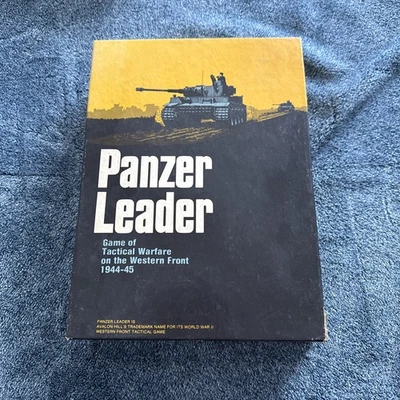 Panzer
Leader
Game of
Tactical Warfare
on the Western Front
1944-45
PANZER LEADER IS
AVALON HILL'S TRADEMARK NAME FOR ITS WORLD WAR II
WESTERN FRONT TACTICAL GAME